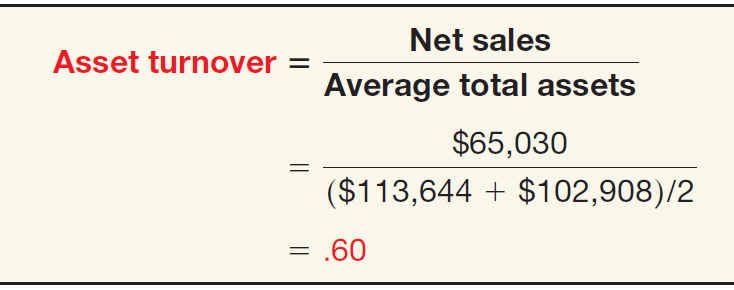 Asset turnover = Net sales
Average total assets
= $65,030
($113,644 + $102,908)/2
= .60